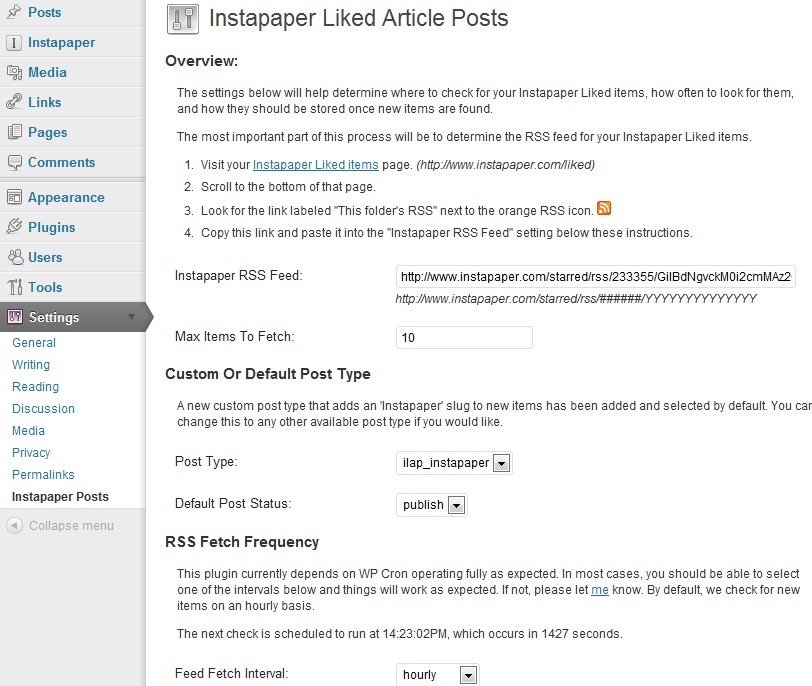 Posts
Instapaper
Media
Links
Pages
Comments
Appearance
Plugins
Users
Tools
Settings
General
Writing
Reading
Discussion
Media
Privacy
Permalinks
Instapaper Posts
Collapse menu
Instapaper Liked Article Posts
Overview:
The settings below will help determine where to check for your Instapaper Liked items, how often to look for them,
and how they should be stored once new items are found.
The most important part of this process will be to determine the RSS feed for your Instapaper Liked items.
1. Visit your Instapaper Liked items page. (http://www.instapaper.com/liked)
2. Scroll to the bottom of that page.
3. Look for the link labeled "This folder's RSS" next to the orange RSS icon.
4. Copy this link and paste it into the "Instapaper RSS Feed" setting below these instructions.
Instapaper RSS Feed: http://www.instapaper.com/starred/rss/233355/GilBdNgvckM0i2cmMAz2
http://www.instapaper.com/starred/rss/######/YYYYYYYYYYYYYY
Max Items To Fetch: 10
Custom Or Default Post Type
A new custom post type that adds an 'Instapaper' slug to new items has been added and selected by default. You can
change this to any other available post type if you would like.
Post Type: ilap_instapaper
Default Post Status: publish
RSS Fetch Frequency
This plugin currently depends on WP Cron operating fully as expected. In most cases, you should be able to select
one of the intervals below and things will work as expected. If not, please let me know. By default, we check for new
items on an hourly basis.
The next check is scheduled to run at 14:23:02PM, which occurs in 1427 seconds.
Feed Fetch Interval: hourly